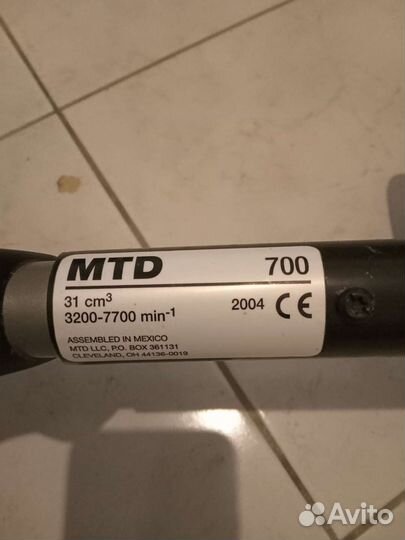 MTD 700
31 cm³
3200-7700 min⁻¹ 2004 CE
ASSEMBLED IN MEXICO
MTD LLC, P.O. BOX 361131
CLEVELAND, OH 44136-0019
Avito